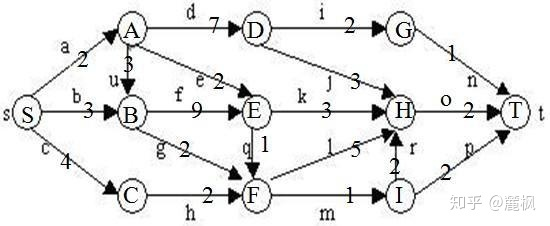 d i
A 7 D 2 G
a 2 3 e 2 j 3 1 n
u
b f k o
s S 3 B 9 E 3 H 2 T t
c 4 g 2 q 1 l 5 2 r 2 p
C 2 F 1 I
h m
知乎 @麓枫